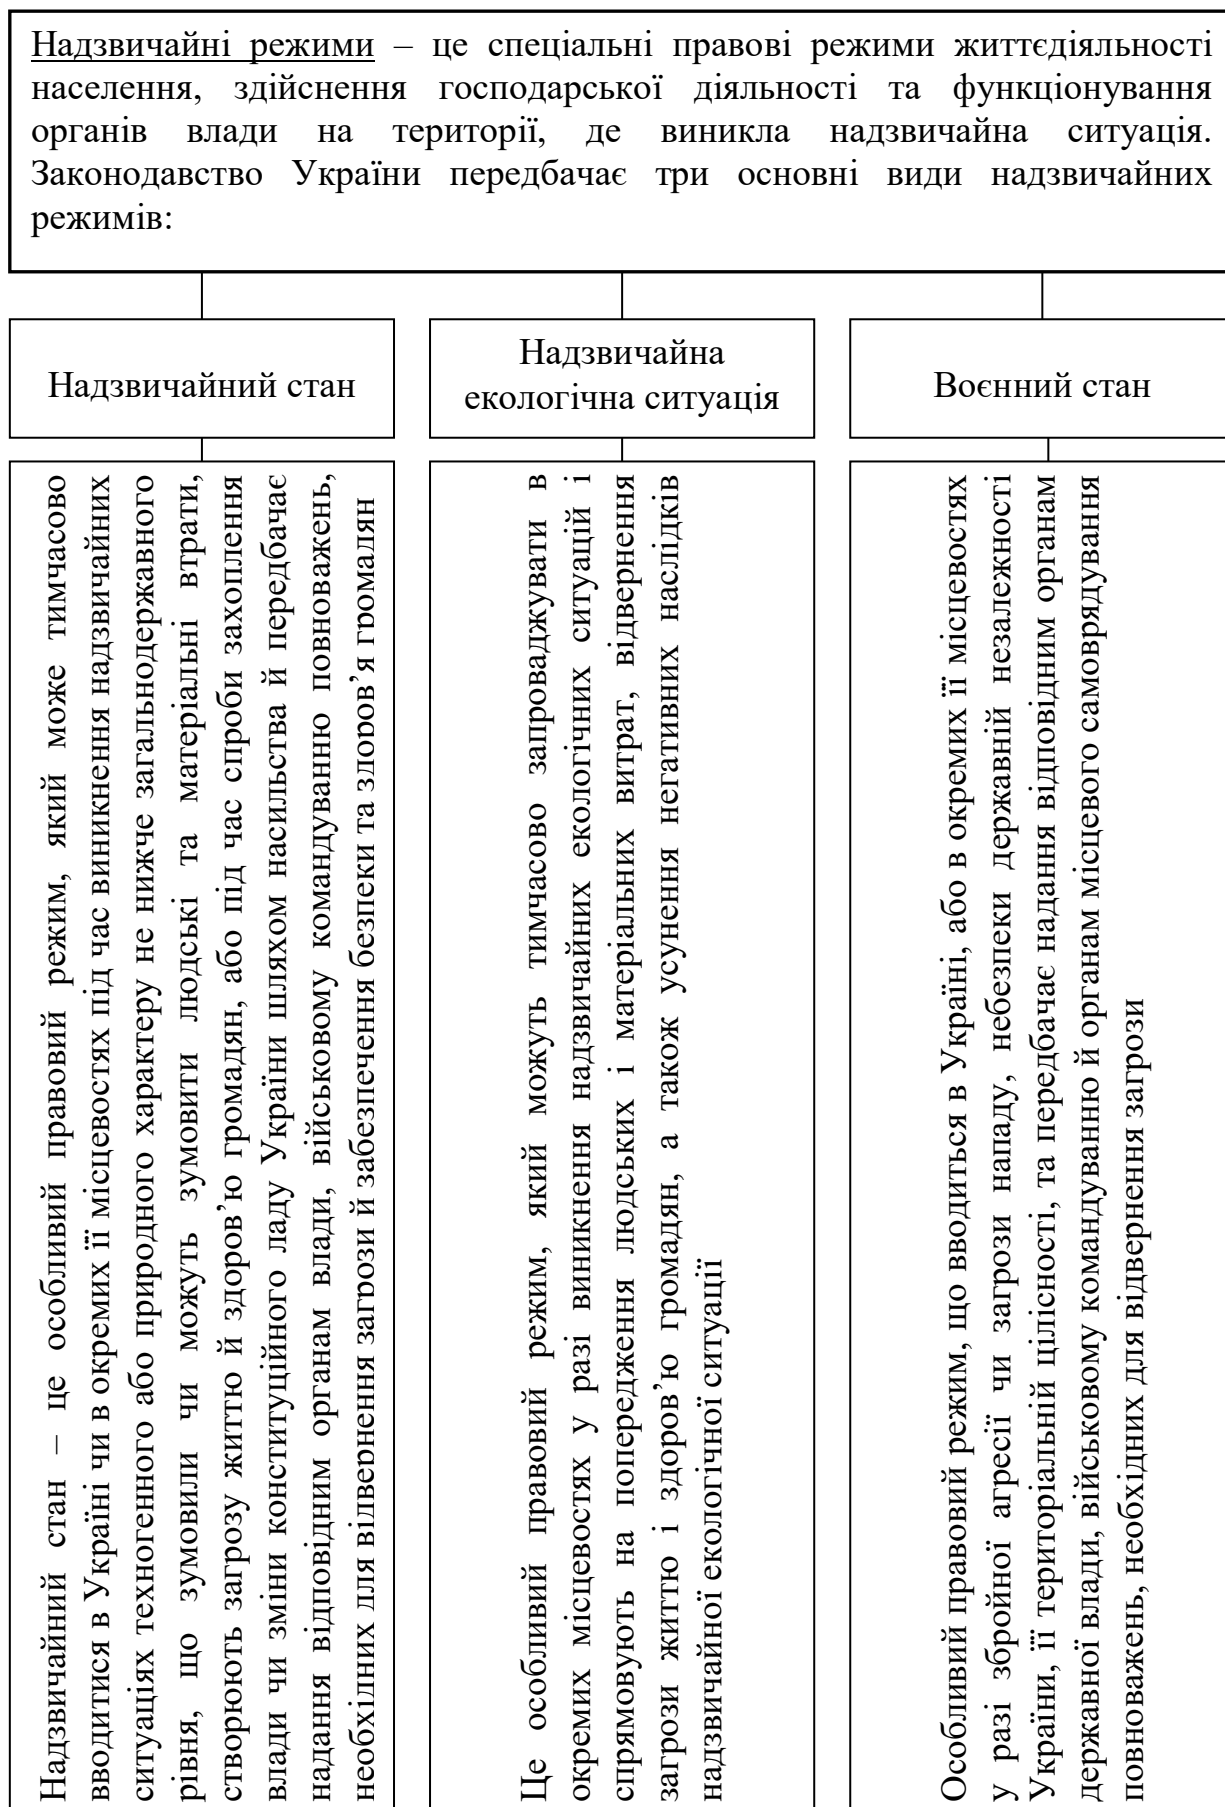 Надзвичайні режими – це спеціальні правові режими життєдіяльності
населення, здійснення господарської діяльності та функціонування
органів влади на території, де виникла надзвичайна ситуація.
Законодавство України передбачає три основні види надзвичайних
режимів:
Надзвичайний стан
Надзвичайна
екологічна ситуація
Воєнний стан
Надзвичайний стан – це особливий правовий режим, який може тимчасово
вводитися в Україні чи в окремих її місцевостях під час виникнення надзвичайних
ситуаціях техногенного або природного характеру не нижче загальнодержавного
рівня, що зумовили чи можуть зумовити людські та матеріальні втрати,
створюють загрозу життю й здоров’ю громадян, або під час спроби захоплення
влади чи зміни конституційного ладу України шляхом насильства й передбачає
надання відповідним органам влади, військовому командуванню повноважень,
необхідних для відвернення загрози й забезпечення безпеки та здоров’я громадян
Це особливий правовий режим, який можуть тимчасово запроваджувати в
окремих місцевостях у разі виникнення надзвичайних екологічних ситуацій і
спрямовують на попередження людських і матеріальних витрат, відвернення
загрози життю і здоров’ю громадян, а також усунення негативних наслідків
надзвичайної екологічної ситуації
Особливий правовий режим, що вводиться в Україні, або в окремих її місцевостях
у разі збройної агресії чи загрози нападу, небезпеки державній незалежності
України, її територіальній цілісності, та передбачає надання відповідним органам
державної влади, військовому командуванню й органам місцевого самоврядування
повноважень, необхідних для відвернення загрози